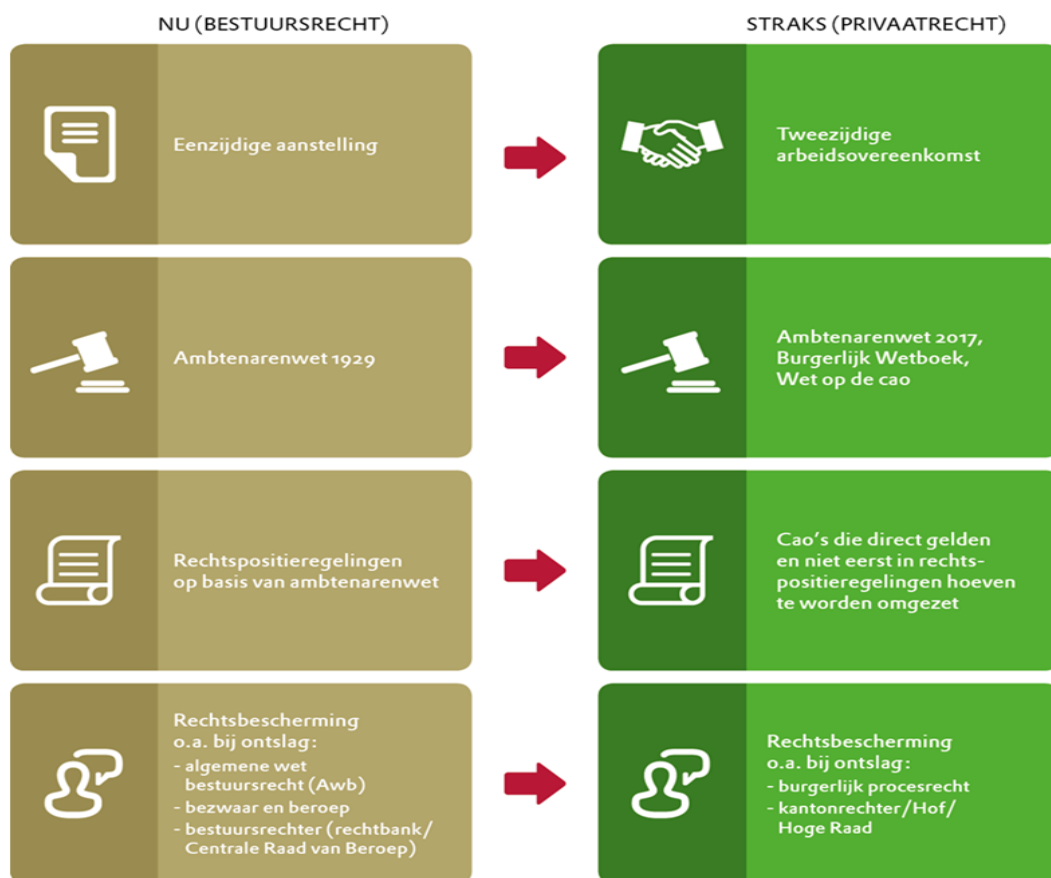 NU (BESTUURSRECHT)
STRAKS (PRIVAATRECHT)
Eenzijdige aanstelling
Tweezijdige
arbeidsovereenkomst
Ambtenarenwet 1929
Ambtenarenwet 2017,
Burgerlijk Wetboek,
Wet op de cao
Rechtspositieregelingen
op basis van ambtenarenwet
Cao's die direct gelden
en niet eerst in rechts-
positieregelingen hoeven
te worden omgezet
Rechtsbescherming
o.a. bij ontslag:
- algemene wet
bestuursrecht (Awb)
- bezwaar en beroep
- bestuursrechter (rechtbank/
Centrale Raad van Beroep)
Rechtsbescherming
o.a. bij ontslag:
- burgerlijk procesrecht
- kantonrechter/Hof/
Hoge Raad